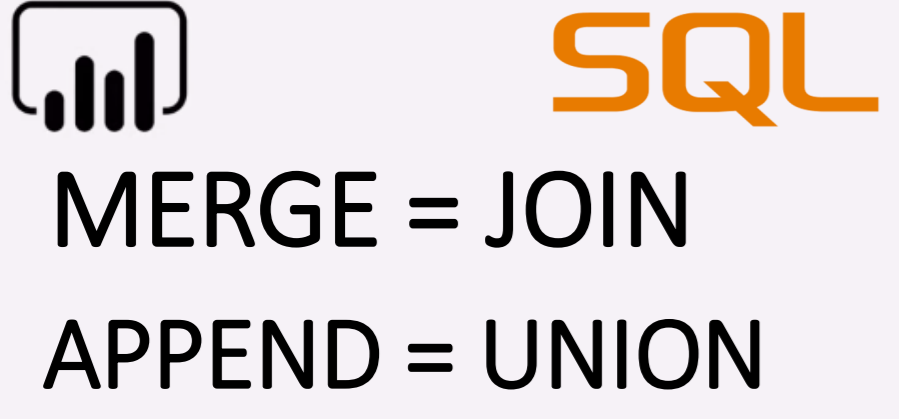 SQL
MERGE = JOIN
APPEND = UNION